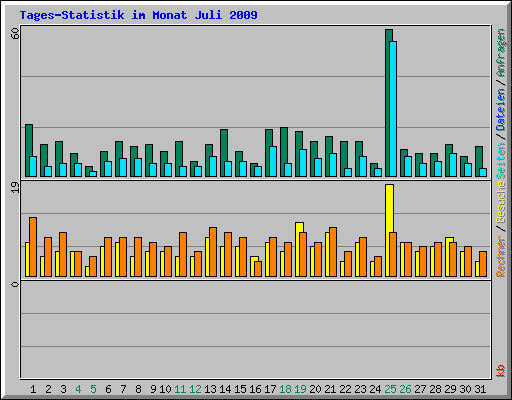 Tages-Statistik im Monat Juli 2009
60
19
0
Seiten / Dateien / Anfragen
Rechner / Besuche
kb
1 2 3 4 5 6 7 8 9 10 11 12 13 14 15 16 17 18 19 20 21 22 23 24 25 26 27 28 29 30 31